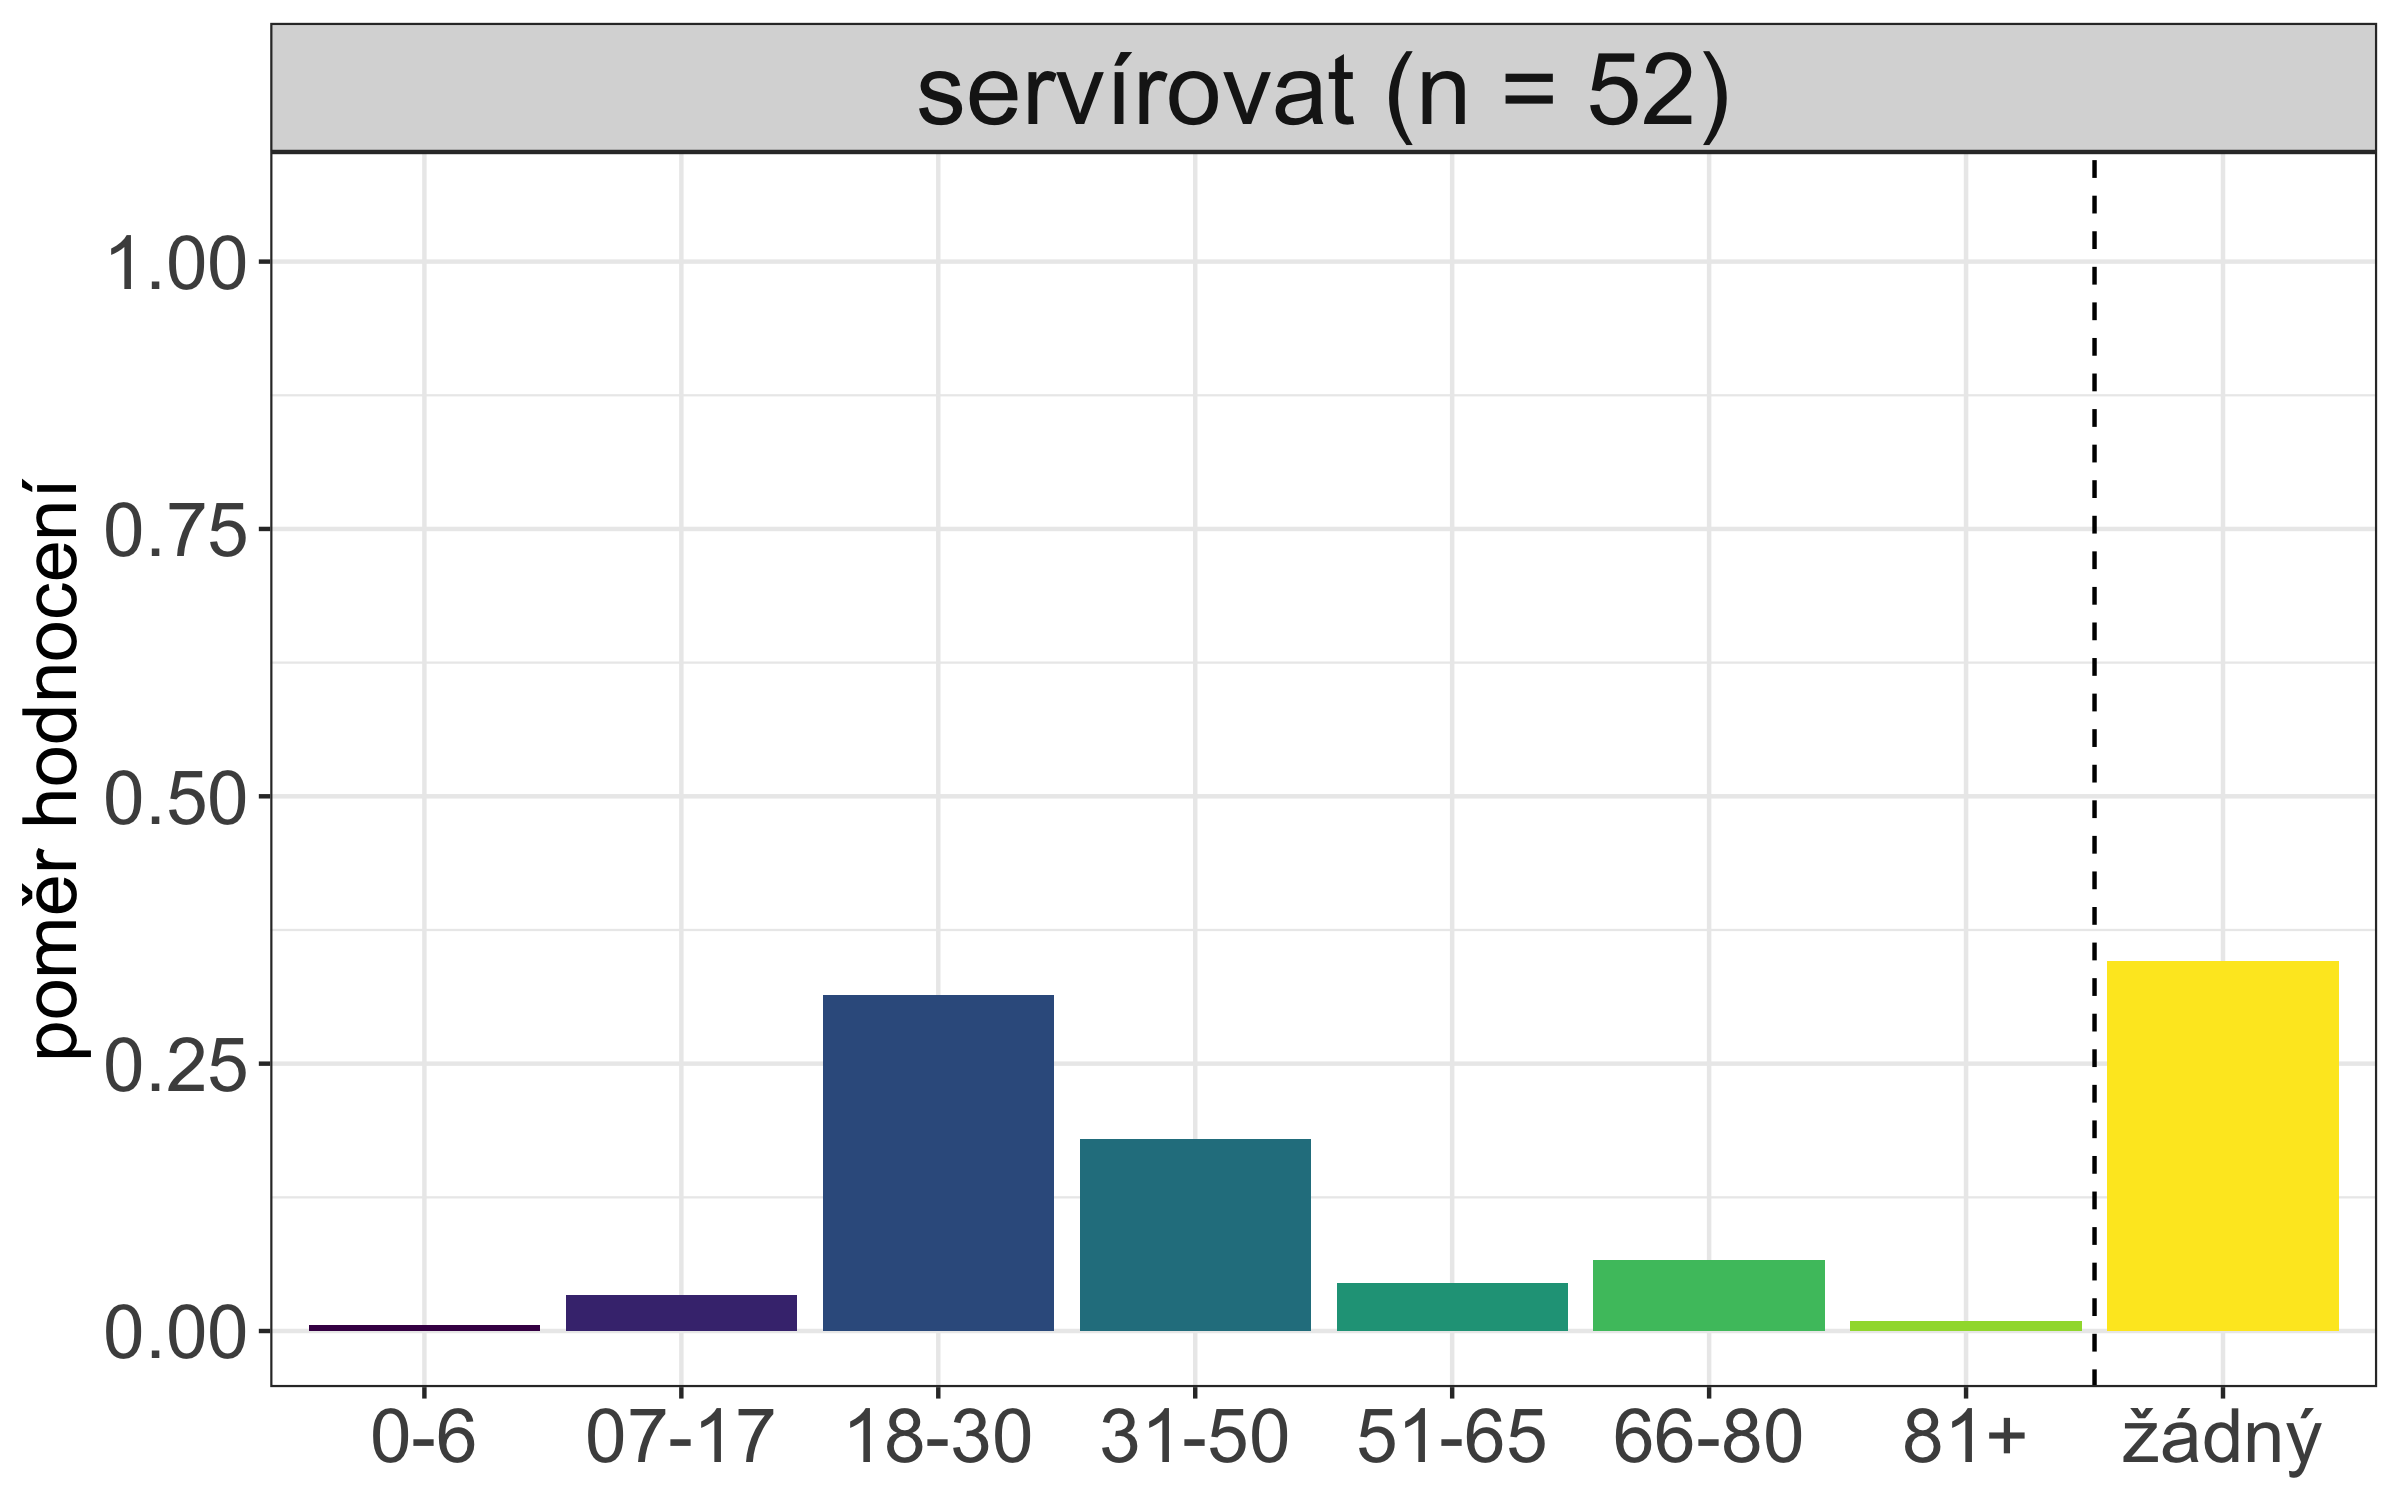 servírovat (n = 52)
poměr hodnocení
1.00
0.75
0.50
0.25
0.00
0-6 07-17 18-30 31-50 51-65 66-80 81+ žádný